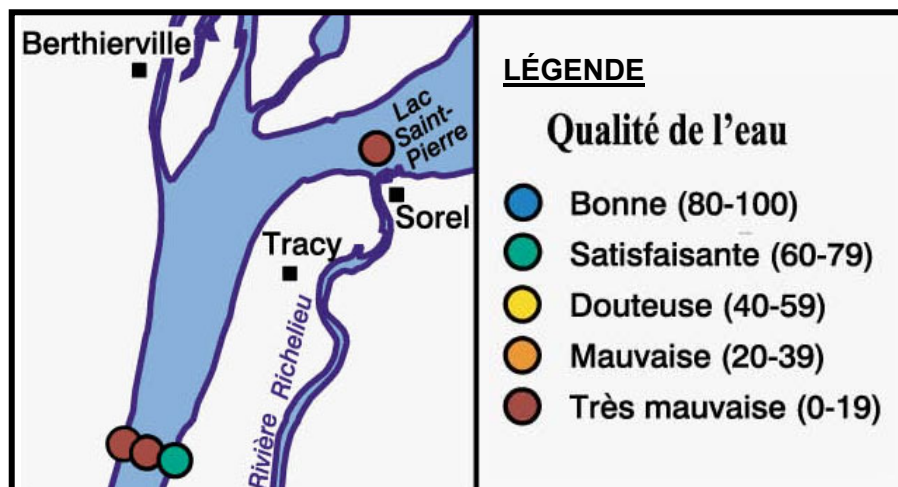 Berthierville
Lac
Saint-
Pierre
Sorel
Tracy
Rivière Richelieu
LÉGENDE
Qualité de l'eau
Bonne (80-100)
Satisfaisante (60-79)
Douteuse (40-59)
Mauvaise (20-39)
Très mauvaise (0-19)